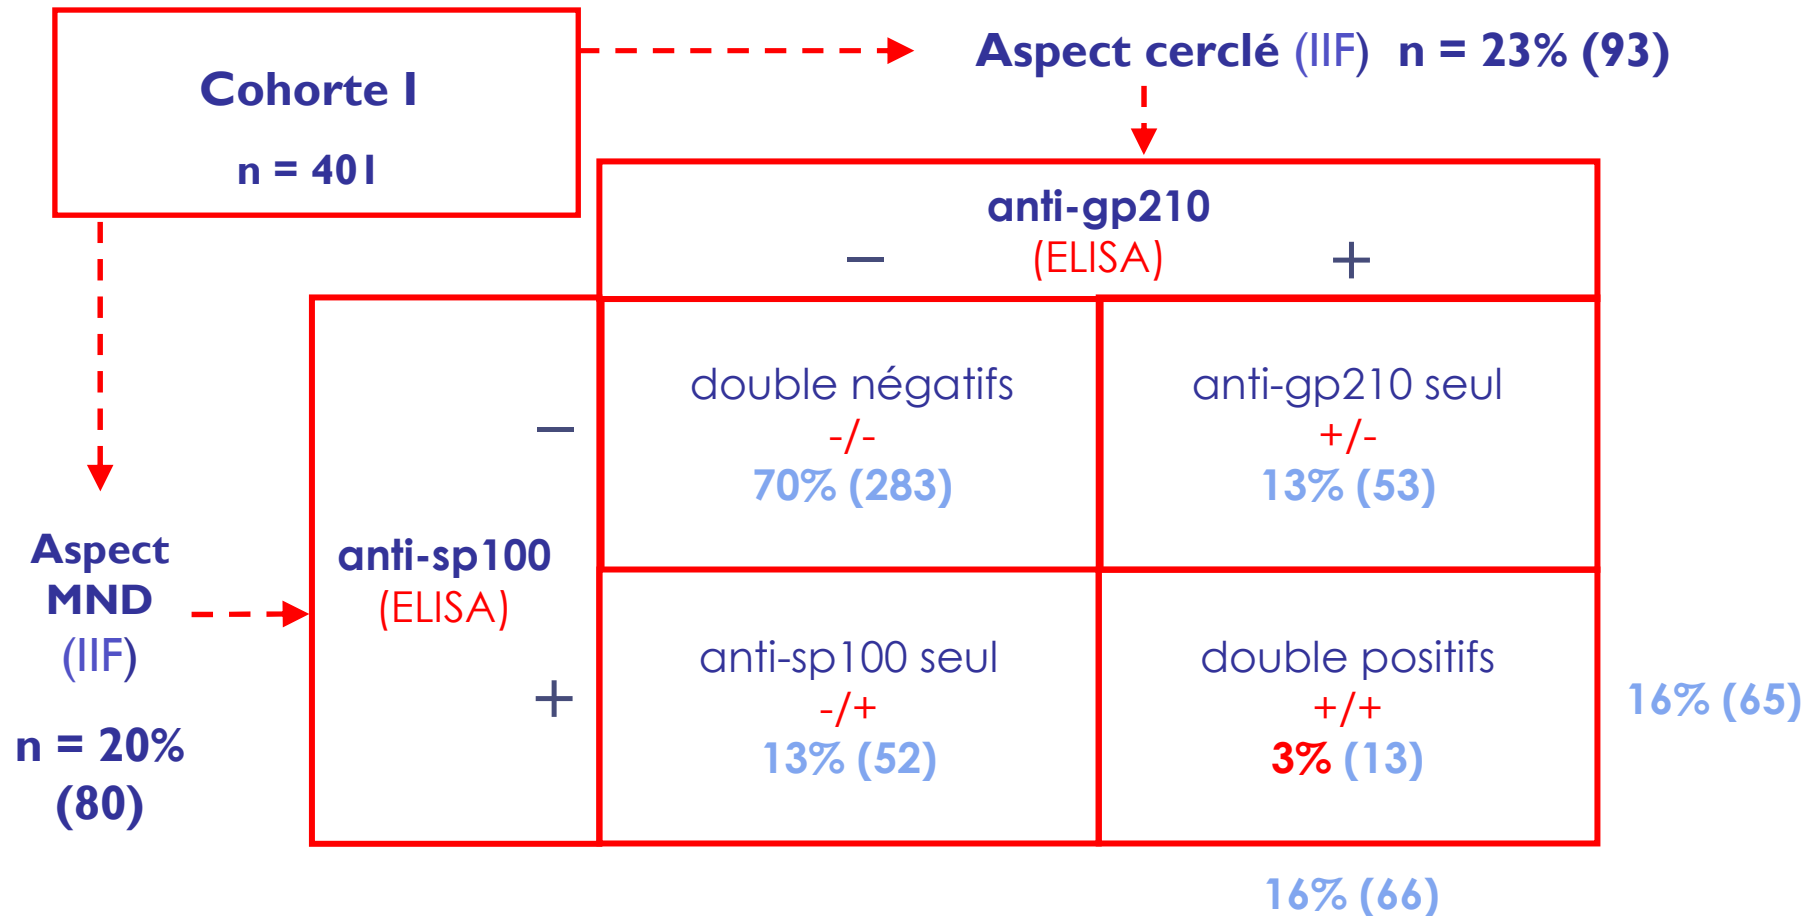 Cohorte I
n = 401
Aspect cerclé (IIF) n = 23% (93)
anti-gp210
(ELISA)
− +
double négatifs
-/-
70% (283)
anti-gp210 seul
+/-
13% (53)
−
Aspect
MND
(IIF)
n = 20%
(80)
anti-sp100
(ELISA)
+
anti-sp100 seul
-/+
13% (52)
double positifs
+/+
3% (13)
16% (65)
16% (66)